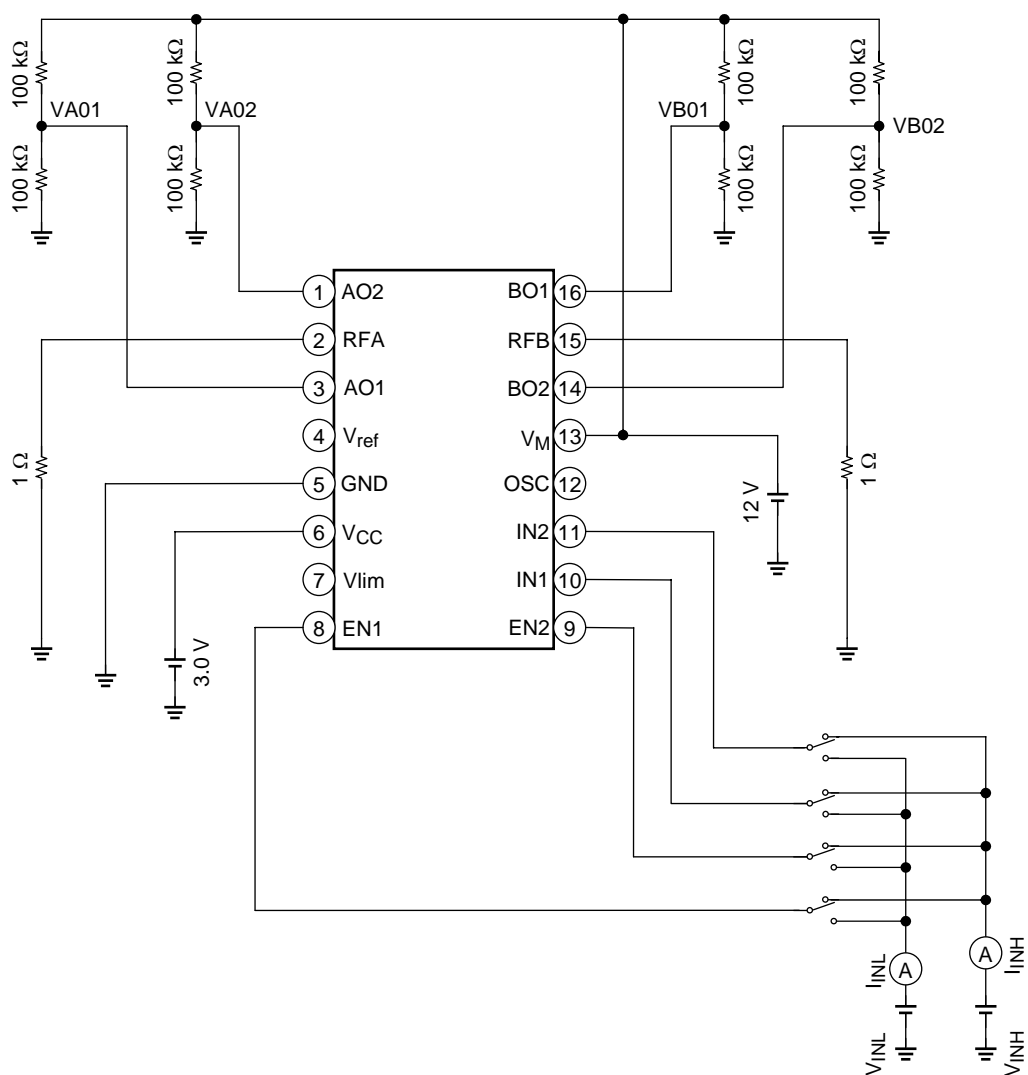 100 kΩ
100 kΩ
100 kΩ
100 kΩ
VA01
VA02
VB01
VB02
100 kΩ
100 kΩ
100 kΩ
100 kΩ
1 AO2
BO1 16
2 RFA
RFB 15
3 AO1
BO2 14
4 Vref
VM 13
5 GND
OSC 12
6 VCC
IN2 11
7 Vlim
IN1 10
8 EN1
EN2 9
1 Ω
12 V
1 Ω
3.0 V
IINL
A
A
IINH
VINL
VINH